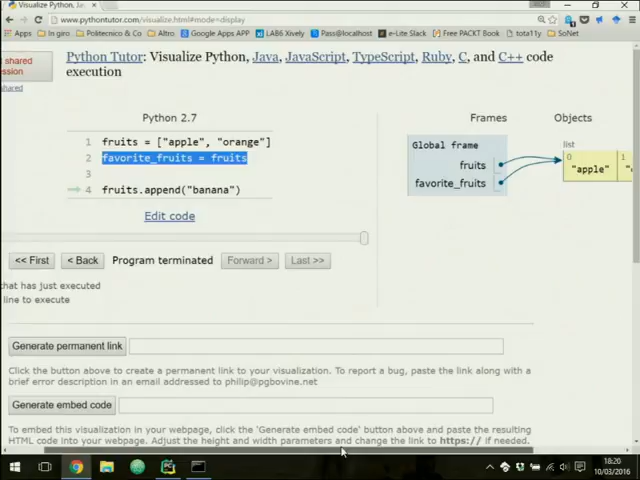 Visualize Python, Ja
www.pythontutor.com/visualize.html#mode=display
Apps In giro Politecnico & Co Altro Google Apps APP LAB6 Xively Pass@localhost e-Lite Slack Free PACKT Book tota11y SoNet
shared
ession
shared
Python Tutor: Visualize Python, Java, JavaScript, TypeScript, Ruby, C, and C++ code
execution
Python 2.7
1 fruits = ["apple", "orange"]
2 favorite_fruits = fruits
3
4 fruits.append("banana")
Edit code
<< First < Back Program terminated Forward > Last >>
that has just executed
line to execute
Frames Objects
Global frame
fruits
favorite_fruits
list
0 1
"apple"
Generate permanent link
Click the button above to create a permanent link to your visualization. To report a bug, paste the link along with a
brief error description in an email addressed to philip@pgbovine.net
Generate embed code
To embed this visualization in your webpage, click the 'Generate embed code' button above and paste the resulting
HTML code into your webpage. Adjust the height and width parameters and change the link to https:// if needed.
18:20
10/03/2016